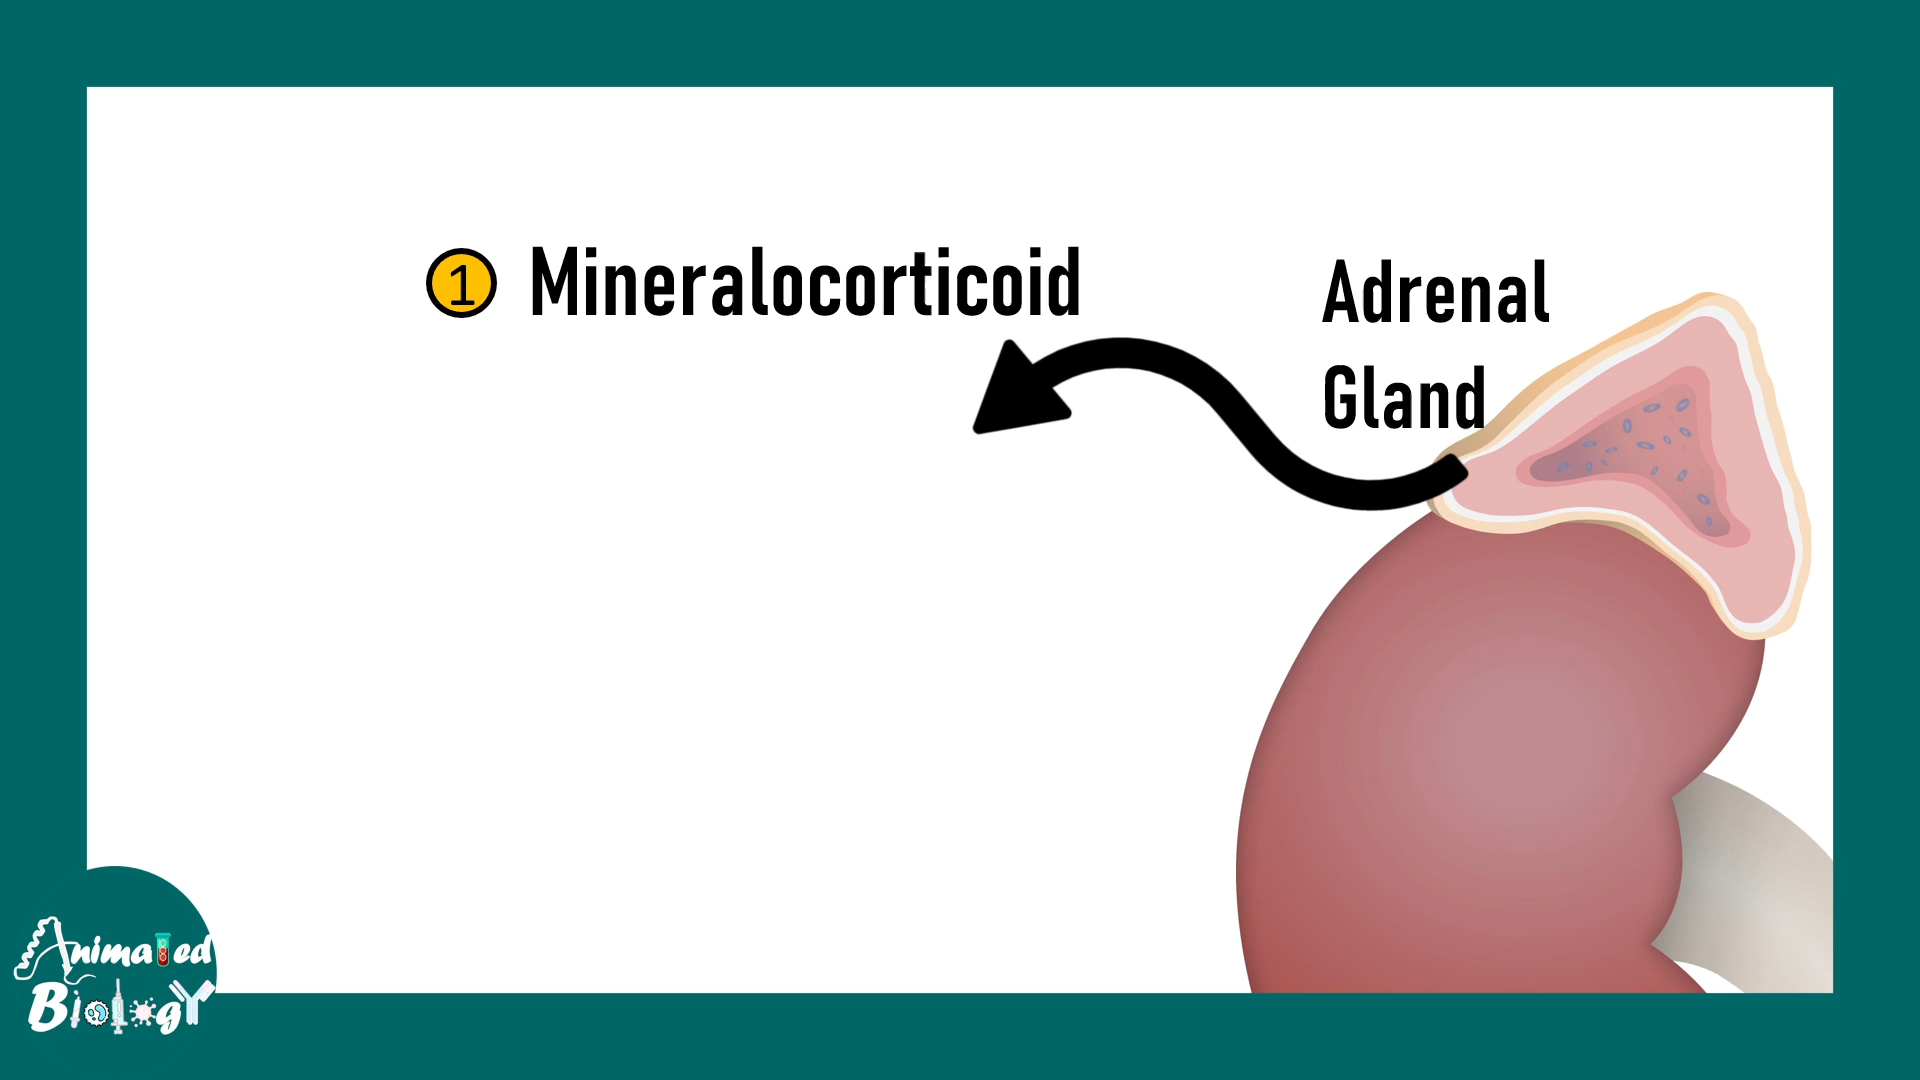 1 Mineralocorticoid
Adrenal
Gland
Animated
Biology